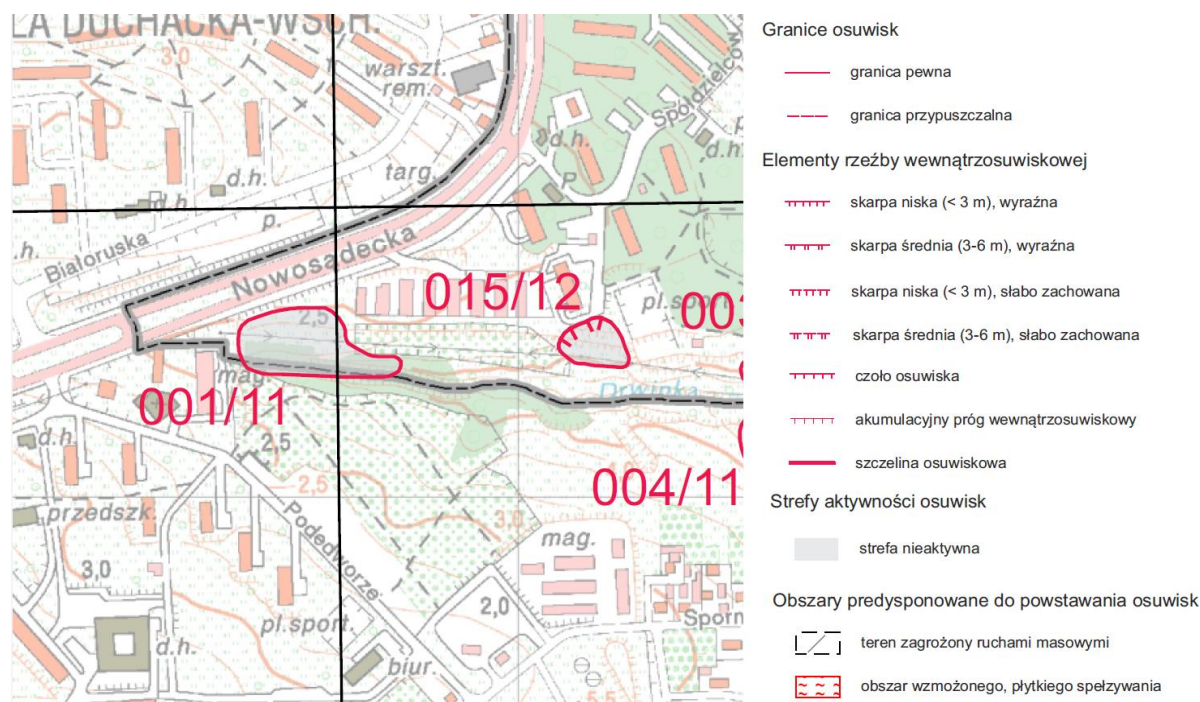 LA DUCHACKA-WSCH.
3,0
warszt.
rem.
Spółdzielców
d.h.
d.h.
d.h.
d.h.
targ.
P.
p.
.h.
Białoruska
Nowosądecka
015/12
pl.sport.
003
2,5
mag.
Drwinka
001/11
d.h.
2,5
2,5
004/11
przedszk.
3,0
mag.
3,0
Podedworze
2,0
Sporn
pl.sport.
d.h.
biur.
5,5
Granice osuwisk
granica pewna
granica przypuszczalna
Elementy rzeźby wewnątrzosuwiskowej
skarpa niska (< 3 m), wyraźna
skarpa średnia (3-6 m), wyraźna
skarpa niska (< 3 m), słabo zachowana
skarpa średnia (3-6 m), słabo zachowana
czoło osuwiska
akumulacyjny próg wewnątrzosuwiskowy
szczelina osuwiskowa
Strefy aktywności osuwisk
strefa nieaktywna
Obszary predysponowane do powstawania osuwisk
teren zagrożony ruchami masowymi
obszar wzmożonego, płytkiego spełzywania